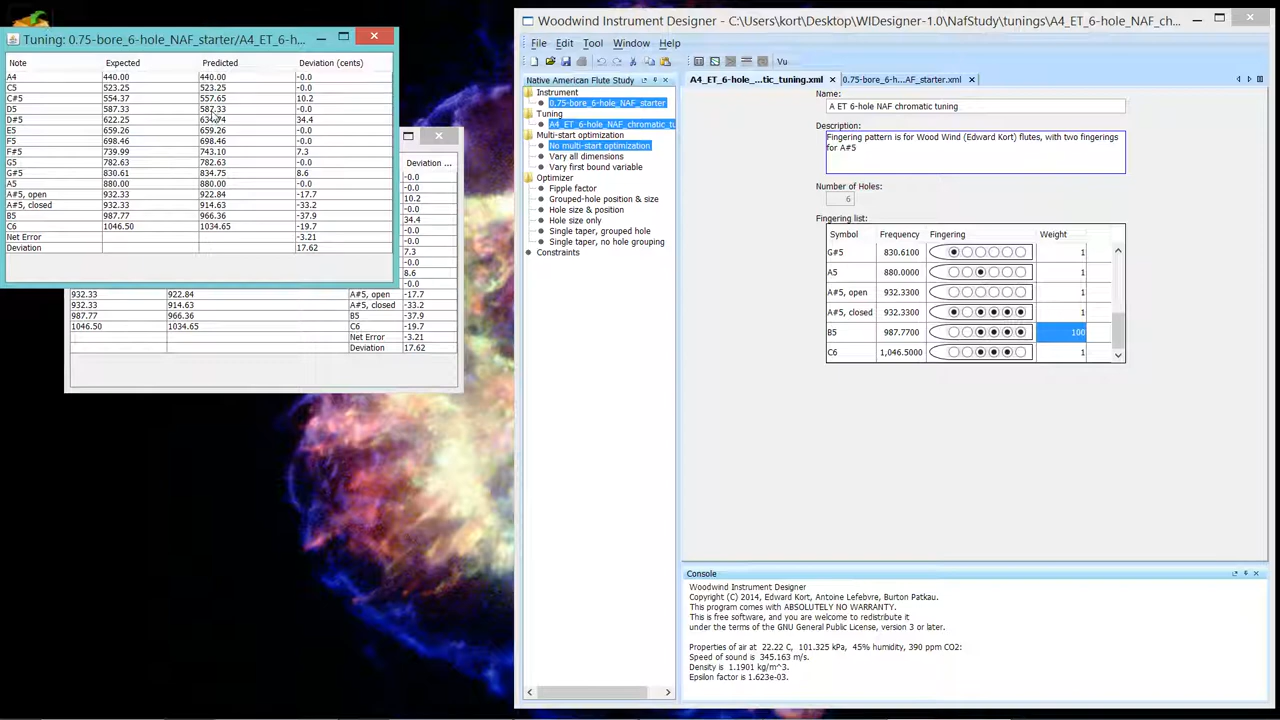 Tuning: 0.75-bore_6-hole_NAF_starter/A4_ET_6-h...
Note Expected Predicted Deviation (cents)
A4 440.00 440.00 -0.0
C5 523.25 523.25 -0.0
C#5 554.37 557.65 10.2
D5 587.33 587.33 -0.0
D#5 622.25 34.4
E5 659.26 659.26 -0.0
F5 698.46 698.46 -0.0
F#5 739.99 743.10 7.3
G5 782.63 782.63 -0.0
G#5 830.61 834.75 8.6
A5 880.00 880.00 -0.0
A#5, open 932.33 922.84 -17.7
A#5, closed 932.33 914.63 -33.2
B5 987.77 966.36 -37.9
C6 1046.50 1034.65 -19.7
Net Error -3.21
Deviation 17.62
Deviation ...
-0.0
-0.0
10.2
-0.0
34.4
-0.0
-0.0
7.3
-0.0
8.6
-0.0
932.33 922.84 A#5, open -17.7
932.33 914.63 A#5, closed -33.2
987.77 966.36 B5 -37.9
1046.50 1034.65 C6 -19.7
Net Error -3.21
Deviation 17.62
Woodwind Instrument Designer - C:\Users\kort\Desktop\WIDesigner-1.0\NafStudy\tunings\A4_ET_6-hole_NAF_ch...
File Edit Tool Window Help
Vu
Native American Flute Study
Instrument
0.75-bore_6-hole_NAF_starter
Tuning
A4_ET_6-hole_NAF_chromatic_tu
Multi-start optimization
No multi-start optimization
Vary all dimensions
Vary first bound variable
Optimizer
Fipple factor
Grouped-hole position & size
Hole size & position
Hole size only
Single taper, grouped hole
Single taper, no hole grouping
Constraints
A4_ET_6-hole_...tic_tuning.xml 0.75-bore_6-h...AF_starter.xml
Name:
A ET 6-hole NAF chromatic tuning
Description:
Fingering pattern is for Wood Wind (Edward Kort) flutes, with two fingerings
for A#5
Number of Holes:
6
Fingering list:
Symbol Frequency Fingering Weight
G#5 830.6100 1
A5 880.0000 1
A#5, open 932.3300 1
A#5, closed 932.3300 1
B5 987.7700 100
C6 1,046.5000 1
Console
Woodwind Instrument Designer
Copyright (C) 2014, Edward Kort, Antoine Lefebvre, Burton Patkau.
This program comes with ABSOLUTELY NO WARRANTY.
This is free software, and you are welcome to redistribute it
under the terms of the GNU General Public License, version 3 or later.
Properties of air at 22.22 C, 101.325 kPa, 45% humidity, 390 ppm CO2:
Speed of sound is 345.163 m/s.
Density is 1.1901 kg/m^3.
Epsilon factor is 1.623e-03.